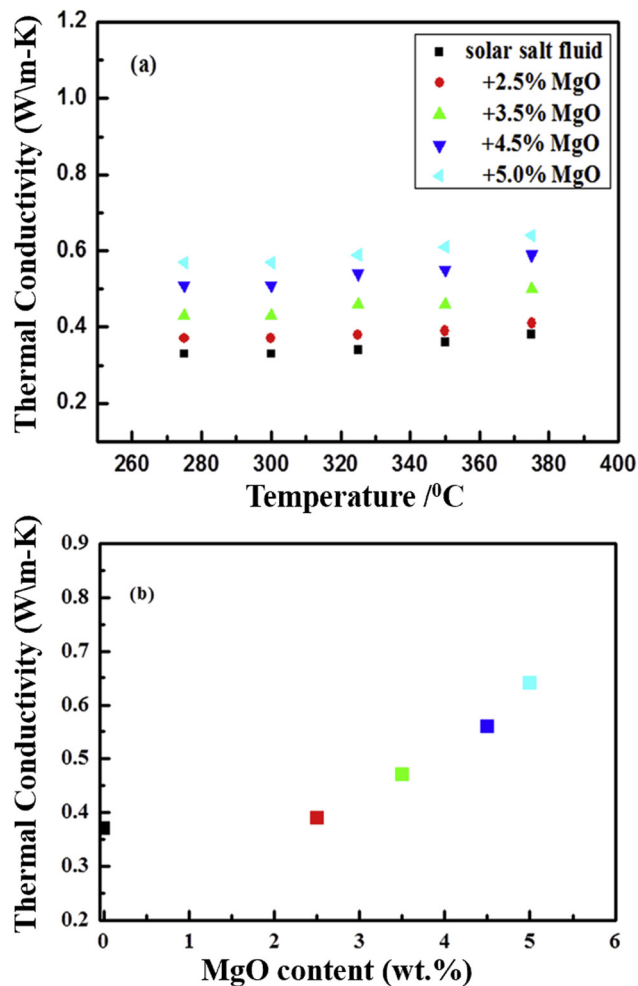 1.2
1.0
0.8
0.6
0.4
0.2
Thermal Conductivity (W\m-K)
(a)
solar salt fluid
+2.5% MgO
+3.5% MgO
+4.5% MgO
+5.0% MgO
260 280 300 320 340 360 380 400
Temperature /⁰C
0.9
0.8
0.7
0.6
0.5
0.4
0.3
0.2
Thermal Conductivity (W\m-K)
(b)
0 1 2 3 4 5 6
MgO content (wt.%)